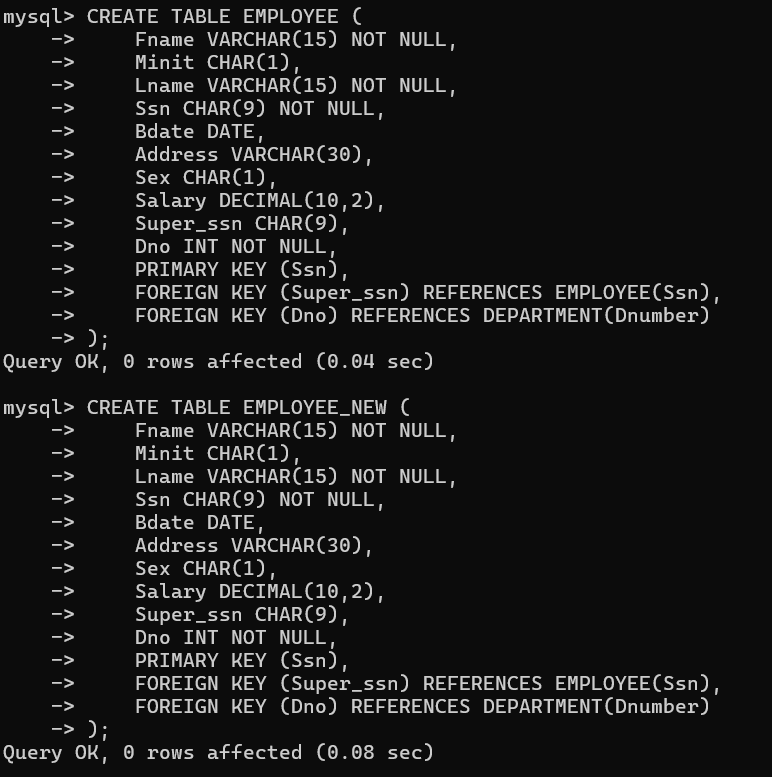 mysql> CREATE TABLE EMPLOYEE (
    ->     Fname VARCHAR(15) NOT NULL,
    ->     Minit CHAR(1),
    ->     Lname VARCHAR(15) NOT NULL,
    ->     Ssn CHAR(9) NOT NULL,
    ->     Bdate DATE,
    ->     Address VARCHAR(30),
    ->     Sex CHAR(1),
    ->     Salary DECIMAL(10,2),
    ->     Super_ssn CHAR(9),
    ->     Dno INT NOT NULL,
    ->     PRIMARY KEY (Ssn),
    ->     FOREIGN KEY (Super_ssn) REFERENCES EMPLOYEE(Ssn),
    ->     FOREIGN KEY (Dno) REFERENCES DEPARTMENT(Dnumber)
    -> );
Query OK, 0 rows affected (0.04 sec)

mysql> CREATE TABLE EMPLOYEE_NEW (
    ->     Fname VARCHAR(15) NOT NULL,
    ->     Minit CHAR(1),
    ->     Lname VARCHAR(15) NOT NULL,
    ->     Ssn CHAR(9) NOT NULL,
    ->     Bdate DATE,
    ->     Address VARCHAR(30),
    ->     Sex CHAR(1),
    ->     Salary DECIMAL(10,2),
    ->     Super_ssn CHAR(9),
    ->     Dno INT NOT NULL,
    ->     PRIMARY KEY (Ssn),
    ->     FOREIGN KEY (Super_ssn) REFERENCES EMPLOYEE(Ssn),
    ->     FOREIGN KEY (Dno) REFERENCES DEPARTMENT(Dnumber)
    -> );
Query OK, 0 rows affected (0.08 sec)